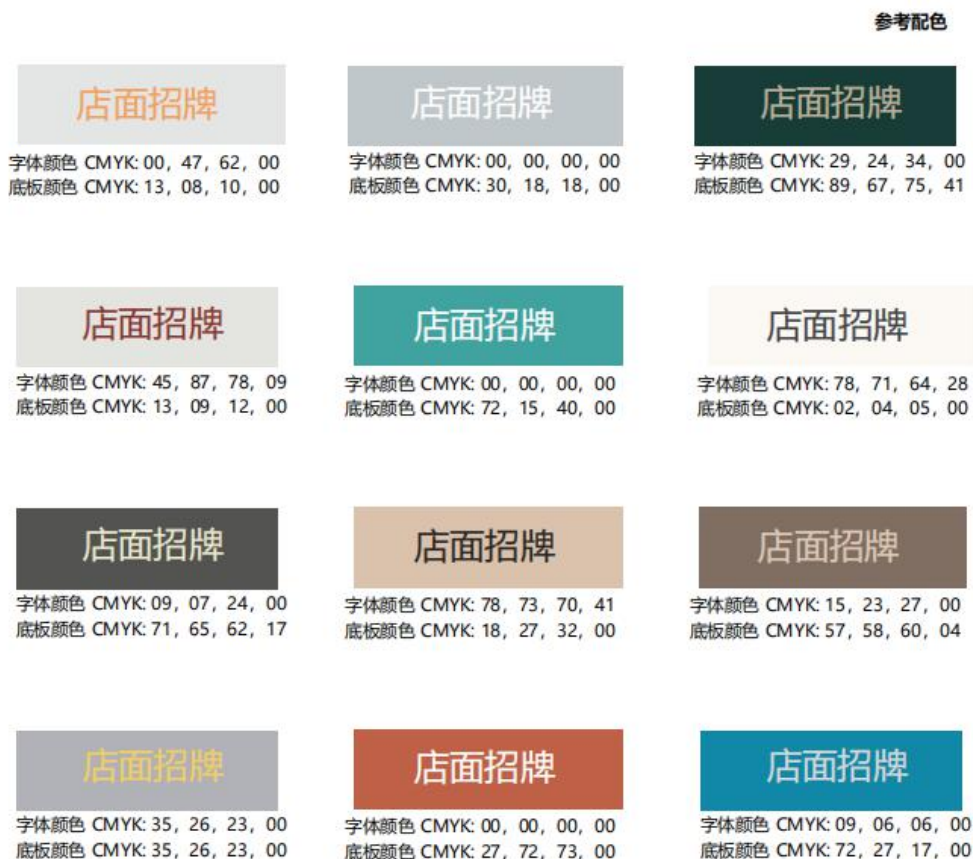 参考配色
店面招牌
字体颜色 CMYK: 00, 47, 62, 00
底板颜色 CMYK: 13, 08, 10, 00
店面招牌
字体颜色 CMYK: 00, 00, 00, 00
底板颜色 CMYK: 30, 18, 18, 00
店面招牌
字体颜色 CMYK: 29, 24, 34, 00
底板颜色 CMYK: 89, 67, 75, 41
店面招牌
字体颜色 CMYK: 45, 87, 78, 09
底板颜色 CMYK: 13, 09, 12, 00
店面招牌
字体颜色 CMYK: 00, 00, 00, 00
底板颜色 CMYK: 72, 15, 40, 00
店面招牌
字体颜色 CMYK: 78, 71, 64, 28
底板颜色 CMYK: 02, 04, 05, 00
店面招牌
字体颜色 CMYK: 09, 07, 24, 00
底板颜色 CMYK: 71, 65, 62, 17
店面招牌
字体颜色 CMYK: 78, 73, 70, 41
底板颜色 CMYK: 18, 27, 32, 00
店面招牌
字体颜色 CMYK: 15, 23, 27, 00
底板颜色 CMYK: 57, 58, 60, 04
店面招牌
字体颜色 CMYK: 35, 26, 23, 00
底板颜色 CMYK: 35, 26, 23, 00
店面招牌
字体颜色 CMYK: 00, 00, 00, 00
底板颜色 CMYK: 27, 72, 73, 00
店面招牌
字体颜色 CMYK: 09, 06, 06, 00
底板颜色 CMYK: 72, 27, 17, 00